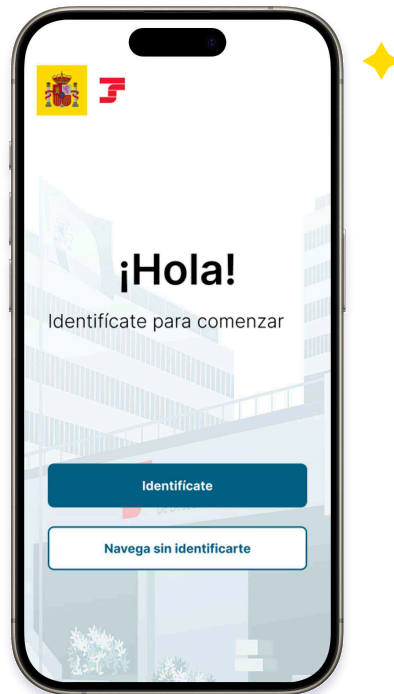 ¡Hola!
Identifícate para comenzar
Identifícate
Navega sin identificarte